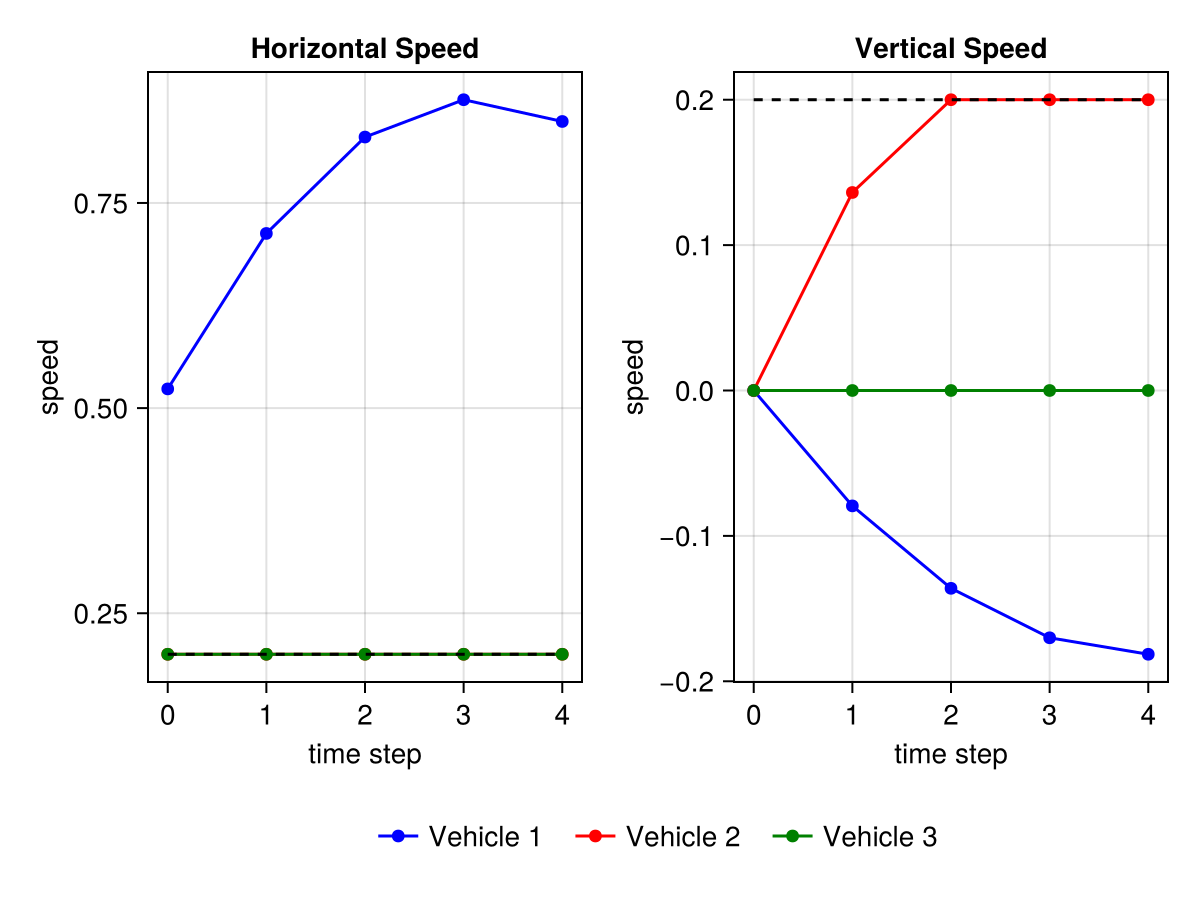 Horizontal Speed
speed
0.75
0.50
0.25
0
1
2
3
4
time step
Vertical Speed
speed
0.2
0.1
0.0
−0.1
−0.2
0
1
2
3
4
time step
Vehicle 1
Vehicle 2
Vehicle 3